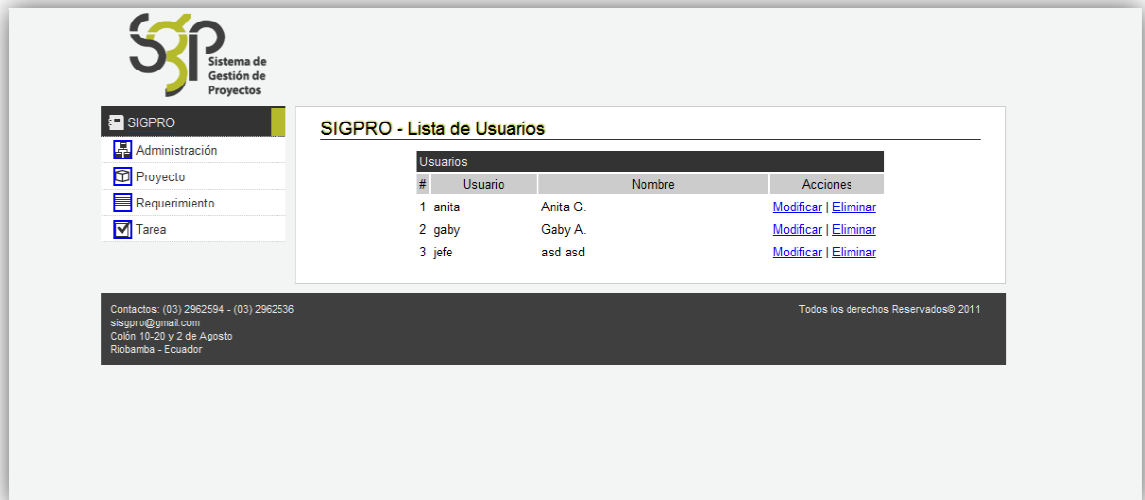 SGP
Sistema de
Gestión de
Proyectos
SIGPRO
Administración
Proyecto
Requerimiento
Tarea
SIGPRO - Lista de Usuarios
Usuarios
# Usuario Nombre Acciones
1 anita Anita C. Modificar | Eliminar
2 gaby Gaby A. Modificar | Eliminar
3 jefe asd asd Modificar | Eliminar
Contactos: (03) 2962594 - (03) 2962536
sisgpro@gmail.com
Colón 10-20 y 2 de Agosto
Riobamba - Ecuador
Todos los derechos Reservados© 2011